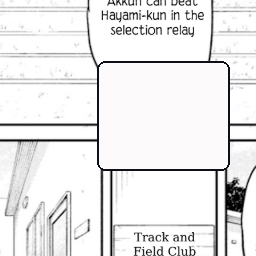 Akkun can beat
Hayami-kun in the
selection relay
Track and
Field Club